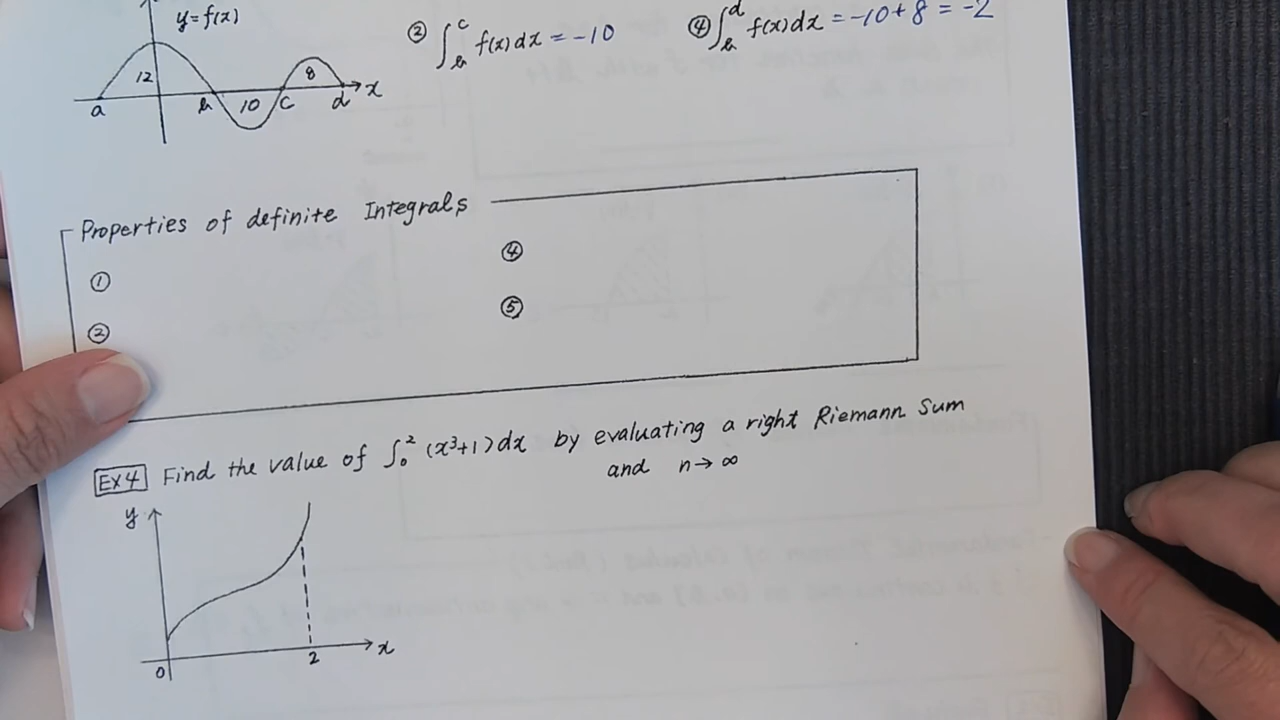 y=f(x)
② ∫_b^c f(x)dx = -10
④ ∫_b^d f(x)dx = -10+8 = -2
12
8
a b 10 c d x
Properties of definite Integrals
①
④
②
⑤
Ex4 Find the value of ∫_0^2 (x³+1)dx by evaluating a right Riemann Sum
and n→∞
y
0 2 x